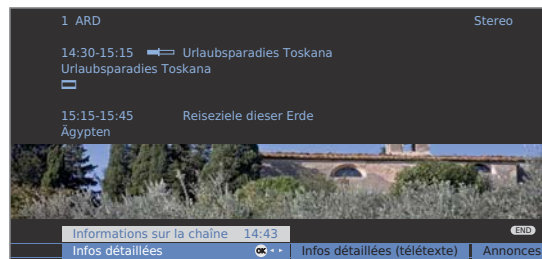 1 ARD Stereo
14:30-15:15 Urlaubsparadies Toskana
Urlaubsparadies Toskana
15:15-15:45 Reiseziele dieser Erde
Ägypten
END
Informations sur la chaîne 14:43
Infos détaillées OK Infos détaillées (télétexte) Annonces